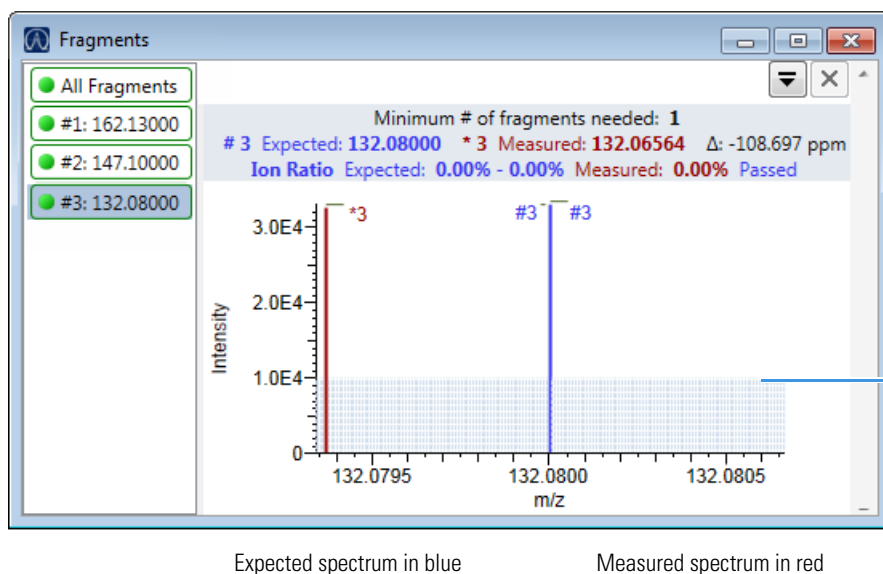 Fragments
All Fragments
#1: 162.13000
#2: 147.10000
#3: 132.08000
Minimum # of fragments needed: 1
# 3 Expected: 132.08000 * 3 Measured: 132.06564 Δ: -108.697 ppm
Ion Ratio Expected: 0.00% - 0.00% Measured: 0.00% Passed
*3
#3
#3
3.0E4
2.0E4
1.0E4
0
Intensity
132.0795
132.0800
132.0805
m/z
Expected spectrum in blue
Measured spectrum in red